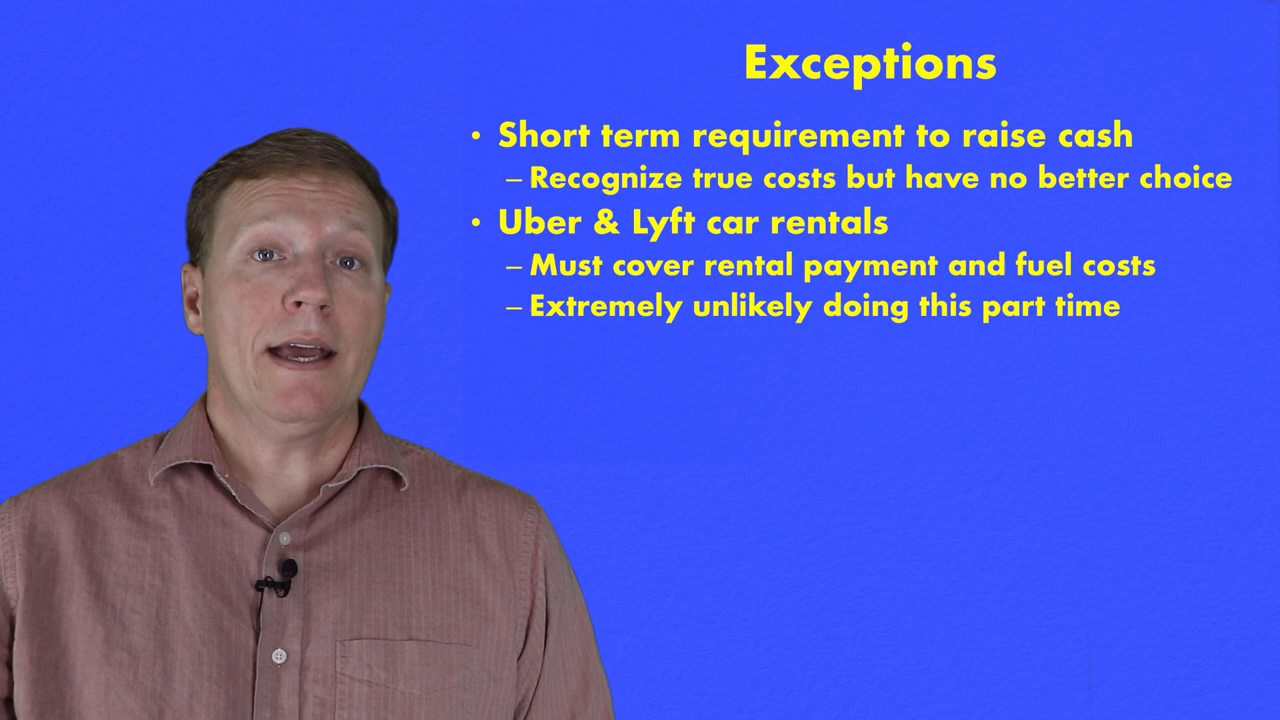 Exceptions
• Short term requirement to raise cash
– Recognize true costs but have no better choice
• Uber & Lyft car rentals
– Must cover rental payment and fuel costs
– Extremely unlikely doing this part time